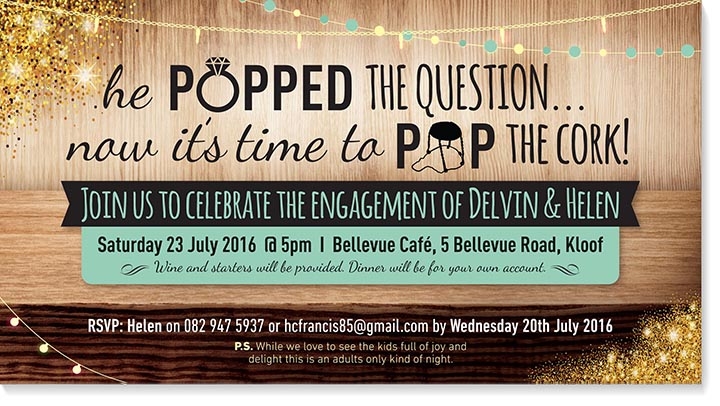 he POPPED THE QUESTION...
now it's time to POP THE CORK!
JOIN US TO CELEBRATE THE ENGAGEMENT OF DELVIN & HELEN
Saturday 23 July 2016 @ 5pm | Bellevue Café, 5 Bellevue Road, Kloof
Wine and starters will be provided. Dinner will be for your own account.
RSVP: Helen on 082 947 5937 or hcfrancis85@gmail.com by Wednesday 20th July 2016
P.S. While we love to see the kids full of joy and
delight this is an adults only kind of night.